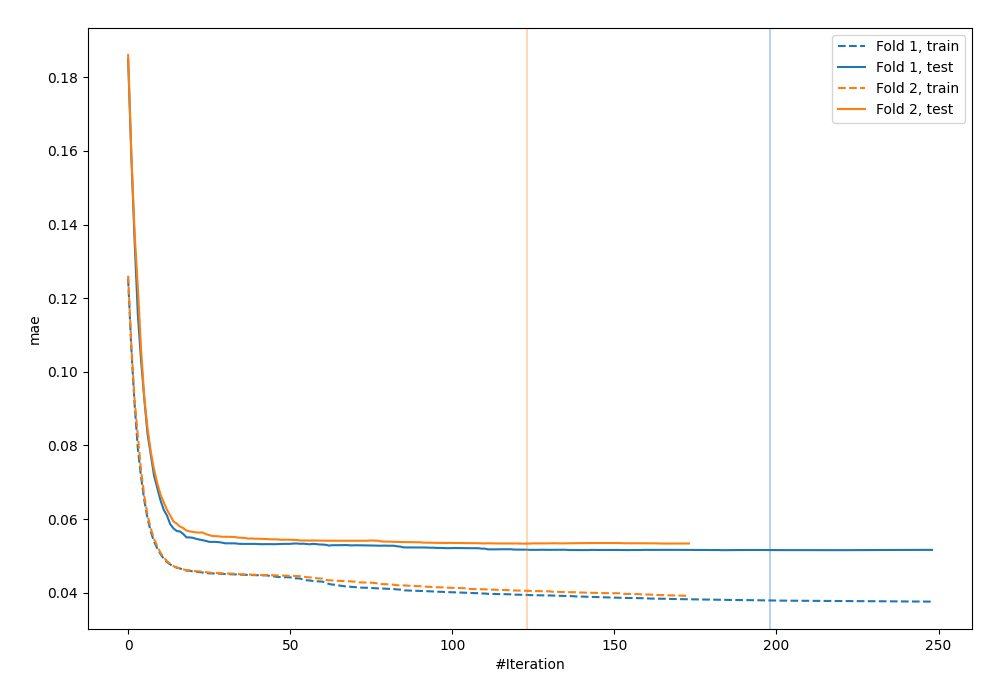 Fold 1, train
Fold 1, test
Fold 2, train
Fold 2, test
0.18
0.16
0.14
0.12
0.10
0.08
0.06
0.04
mae
0 50 100 150 200 250
#Iteration